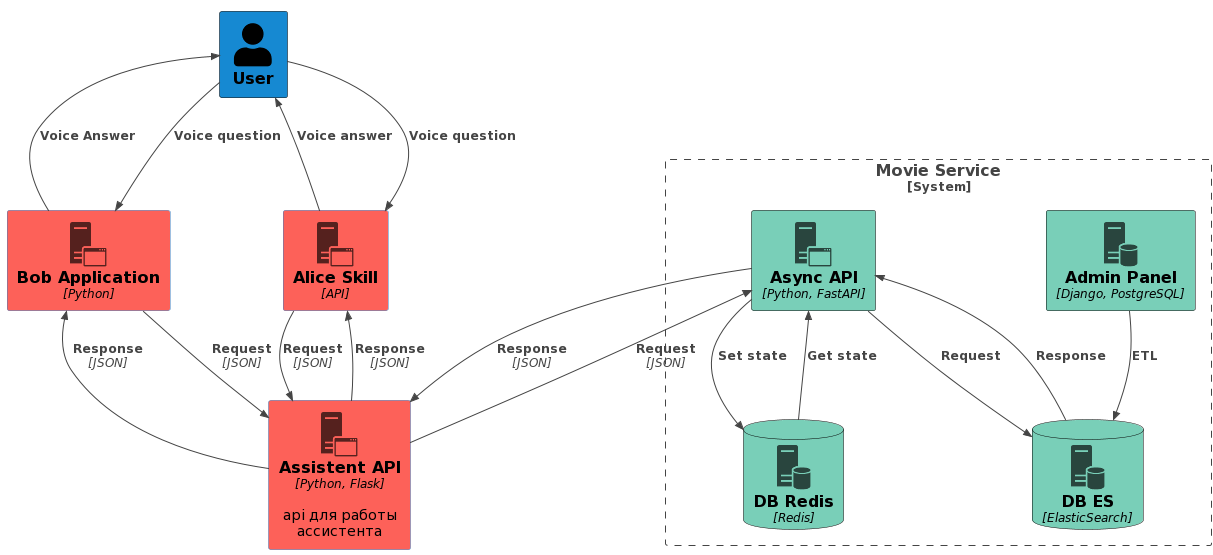 User
Voice Answer
Voice question
Voice answer
Voice question
Movie Service
[System]
Bob Application
[Python]
Alice Skill
[API]
Async API
[Python, FastAPI]
Admin Panel
[Django, PostgreSQL]
Response
[JSON]
Request
[JSON]
Request
[JSON]
Response
[JSON]
Response
[JSON]
Request
[JSON]
Set state
Get state
Request
Response
ETL
Assistent API
[Python, Flask]
api для работы
ассистента
DB Redis
[Redis]
DB ES
[ElasticSearch]